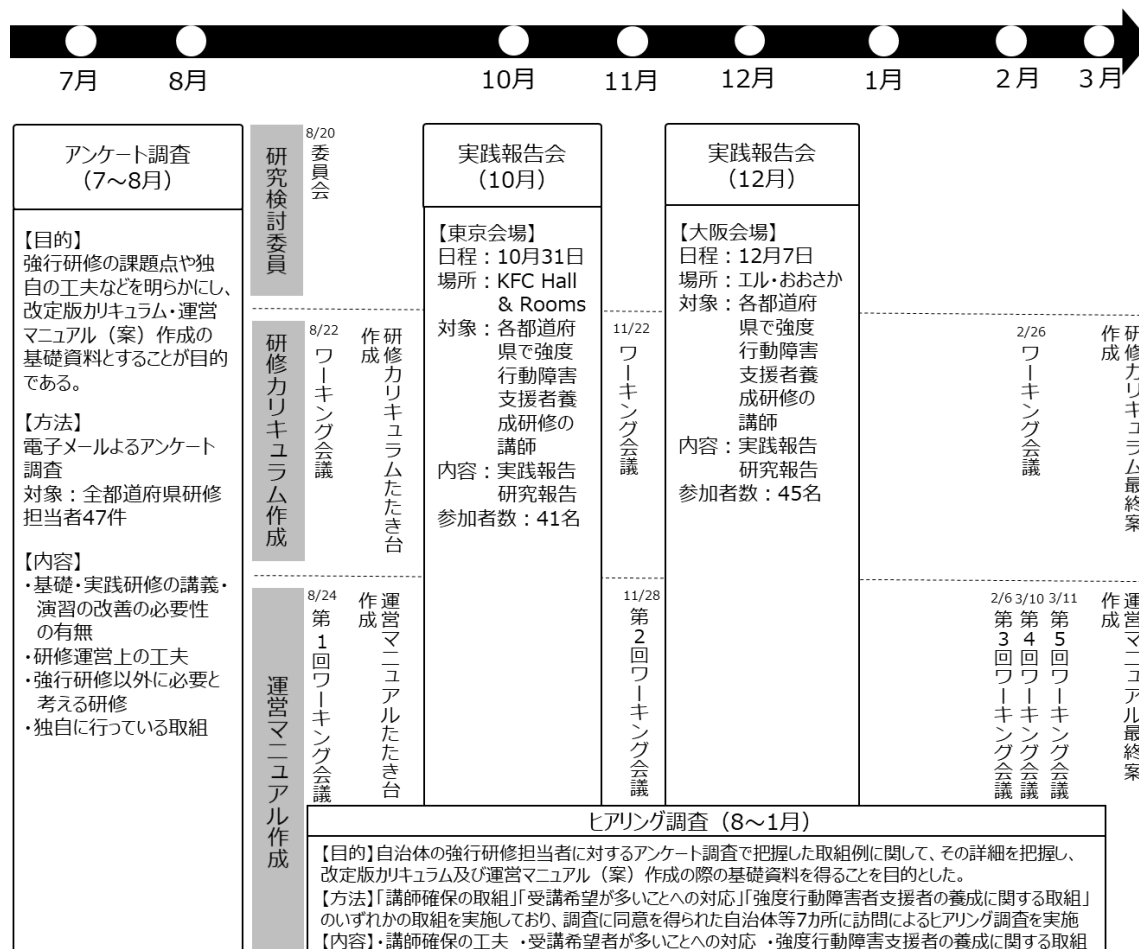 7月
8月
10月
11月
12月
1月
2月
3月
アンケート調査
（7～8月）
【目的】
強行研修の課題点や独
自の工夫などを明らかにし、
改定版カリキュラム・運営
マニュアル（案）作成の
基礎資料とすることが目的
である。
【方法】
電子メールよるアンケート
調査
対象：全都道府県研修
担当者47件
【内容】
・基礎・実践研修の講義・
演習の改善の必要性
の有無
・研修運営上の工夫
・強行研修以外に必要と
考える研修
・独自に行っている取組
研究検討委員
8/20
委員会
研修カリキュラム作成
8/22
ワーキング会議
研修カリキュラムたたき台
作成
運営マニュアル作成
8/24
第1回ワーキング会議
運営マニュアルたたき台
作成
実践報告会
（10月）
【東京会場】
日程：10月31日
場所：KFC Hall
& Rooms
対象：各都道府
県で強度
行動障害
支援者養
成研修の
講師
内容：実践報告
研究報告
参加者数：41名
11/22
ワーキング会議
11/28
第2回ワーキング会議
実践報告会
（12月）
【大阪会場】
日程：12月7日
場所：エル・おおさか
対象：各都道府
県で強度
行動障害
支援者養
成研修の
講師
内容：実践報告
研究報告
参加者数：45名
2/26
ワーキング会議
研修カリキュラム最終案
作成
2/6
第3回ワーキング会議
3/10
第4回ワーキング会議
3/11
第5回ワーキング会議
運営マニュアル最終案
作成
ヒアリング調査（8～1月）
【目的】自治体の強行研修担当者に対するアンケート調査で把握した取組例に関して、その詳細を把握し、
改定版カリキュラム及び運営マニュアル（案）作成の際の基礎資料を得ることを目的とした。
【方法】「講師確保の取組」「受講希望が多いことへの対応」「強度行動障害者支援者の養成に関する取組」
のいずれかの取組を実施しており、調査に同意を得られた自治体等7カ所に訪問によるヒアリング調査を実施
【内容】・講師確保の工夫 ・受講希望者が多いことへの対応 ・強度行動障害支援者の養成に関する取組